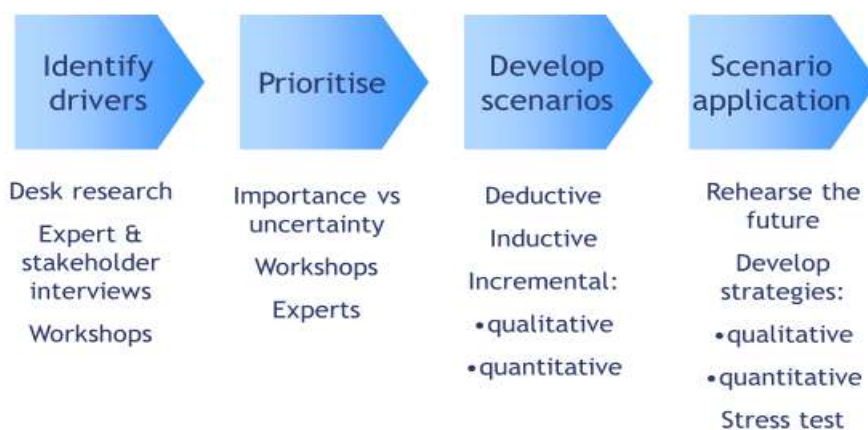 Identify
drivers
Prioritise
Develop
scenarios
Scenario
application
Desk research
Expert &
stakeholder
interviews
Workshops
Importance vs
uncertainty
Workshops
Experts
Deductive
Inductive
Incremental:
•qualitative
•quantitative
Rehearse the
future
Develop
strategies:
•qualitative
•quantitative
Stress test